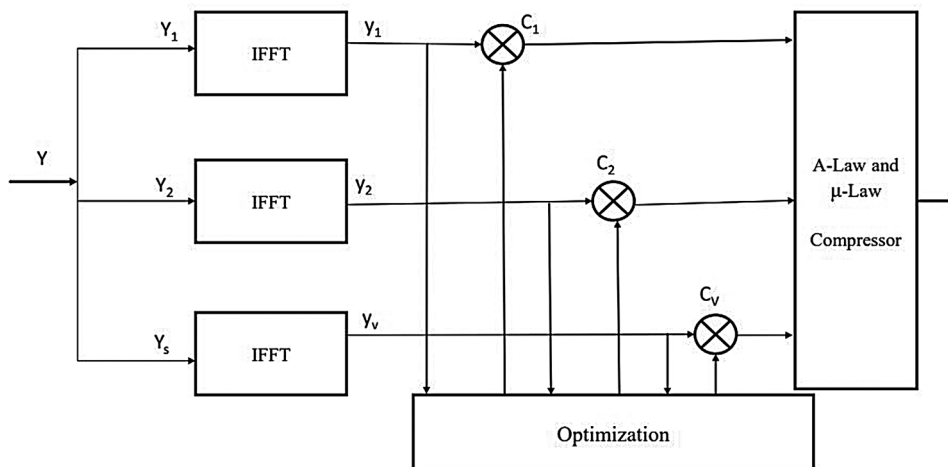 Y
Y1
IFFT
y1
C1
Y2
IFFT
y2
C2
Ys
IFFT
yv
CV
A-Law and
μ-Law
Compressor
Optimization